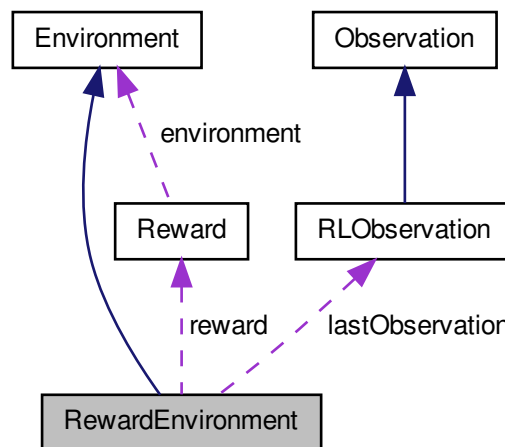 Environment
Observation
environment
Reward
RLObservation
reward
lastObservation
RewardEnvironment